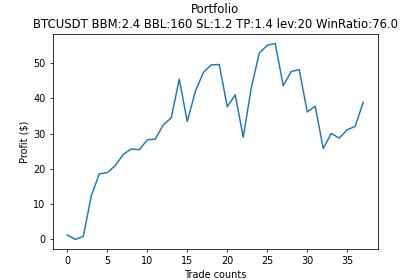 Portfolio
BTCUSDT BBM:2.4 BBL:160 SL:1.2 TP:1.4 lev:20 WinRatio:76.0
50
40
30
20
10
0
Profit ($)
0 5 10 15 20 25 30 35
Trade counts